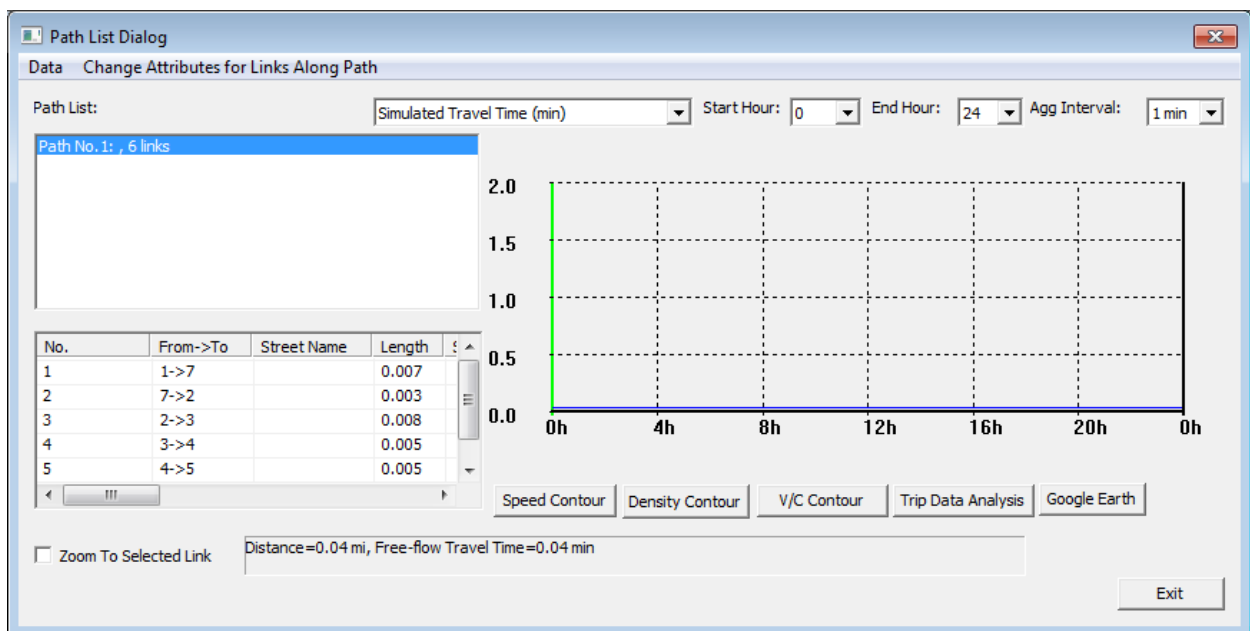 Path List Dialog
Data Change Attributes for Links Along Path
Path List: Simulated Travel Time (min) Start Hour: 0 End Hour: 24 Agg Interval: 1 min
Path No.1: , 6 links
2.0
1.5
1.0
0.5
0.0
0h 4h 8h 12h 16h 20h 0h
No. From->To Street Name Length
1 1->7 0.007
2 7->2 0.003
3 2->3 0.008
4 3->4 0.005
5 4->5 0.005
Speed Contour Density Contour V/C Contour Trip Data Analysis Google Earth
Zoom To Selected Link Distance=0.04 mi, Free-flow Travel Time=0.04 min
Exit